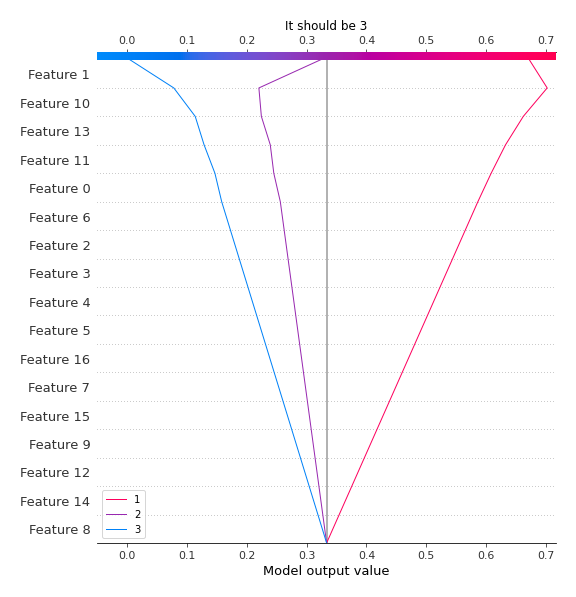 It should be 3
0.0 0.1 0.2 0.3 0.4 0.5 0.6 0.7
Feature 1
Feature 10
Feature 13
Feature 11
Feature 0
Feature 6
Feature 2
Feature 3
Feature 4
Feature 5
Feature 16
Feature 7
Feature 15
Feature 9
Feature 12
Feature 14
Feature 8
1
2
3
0.0 0.1 0.2 0.3 0.4 0.5 0.6 0.7
Model output value